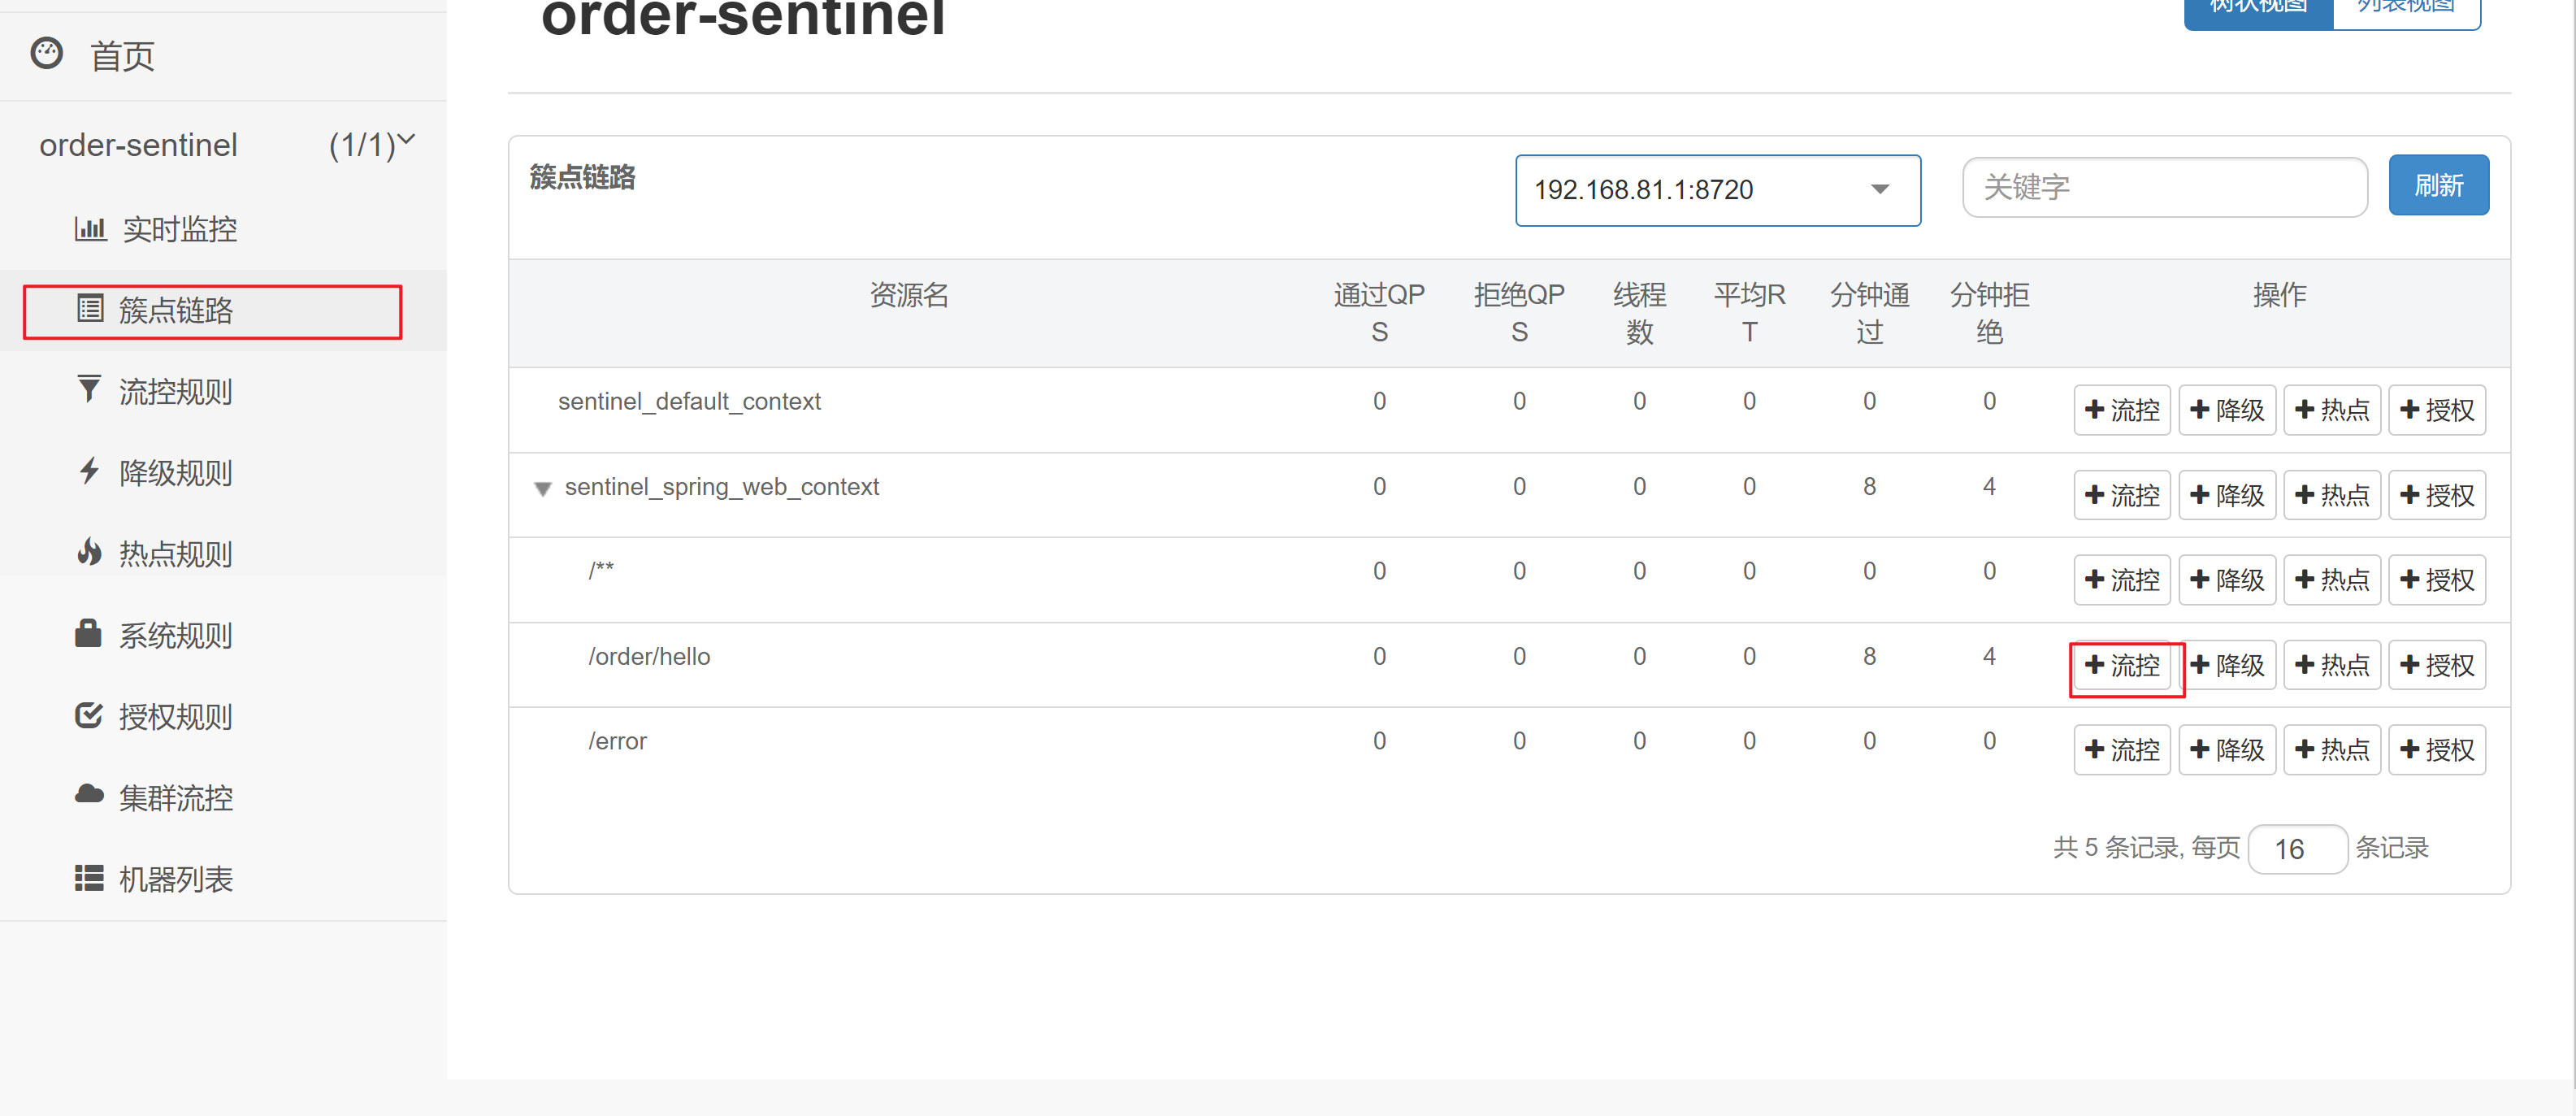 order-sentinel
树状视图 列表视图
首页
order-sentinel (1/1)
实时监控
簇点链路
流控规则
降级规则
热点规则
系统规则
授权规则
集群流控
机器列表
簇点链路 192.168.81.1:8720 关键字 刷新
资源名 通过QPS 拒绝QPS 线程数 平均RT 分钟通过 分钟拒绝 操作
sentinel_default_context 0 0 0 0 0 0 流控 降级 热点 授权
sentinel_spring_web_context 0 0 0 0 8 4 流控 降级 热点 授权
/** 0 0 0 0 0 0 流控 降级 热点 授权
/order/hello 0 0 0 0 8 4 流控 降级 热点 授权
/error 0 0 0 0 0 0 流控 降级 热点 授权
共 5 条记录, 每页 16 条记录